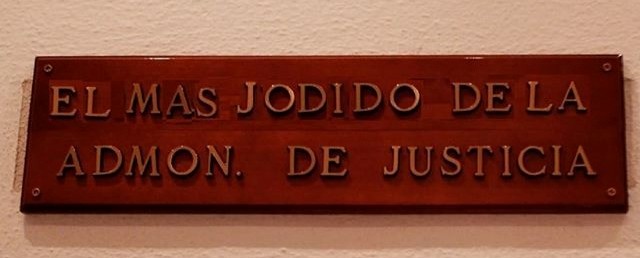 EL MAS JODIDO DE LA
ADMON. DE JUSTICIA